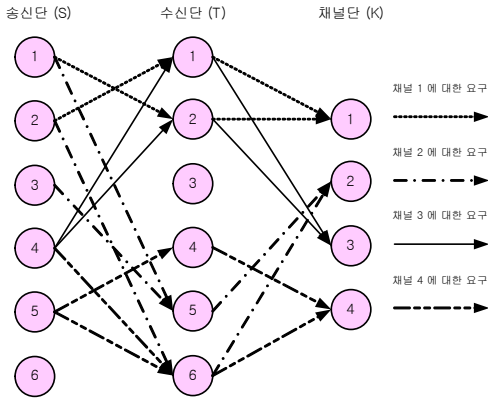 송신단 (S)
수신단 (T)
채널단 (K)
1
2
3
4
5
6
1
2
3
4
5
6
1
2
3
4
채널 1 에 대한 요구
채널 2 에 대한 요구
채널 3 에 대한 요구
채널 4 에 대한 요구